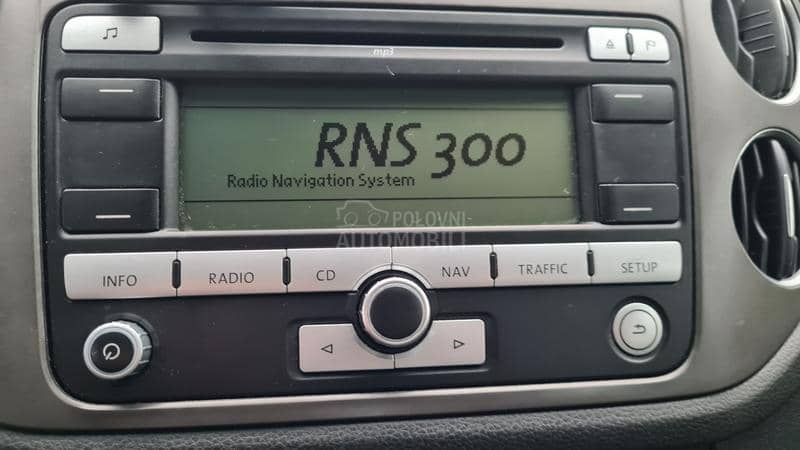 mp3
RNS 300
Radio Navigation System
POLOVNI
AUTOMOBILI
INFO RADIO CD NAV TRAFFIC SETUP